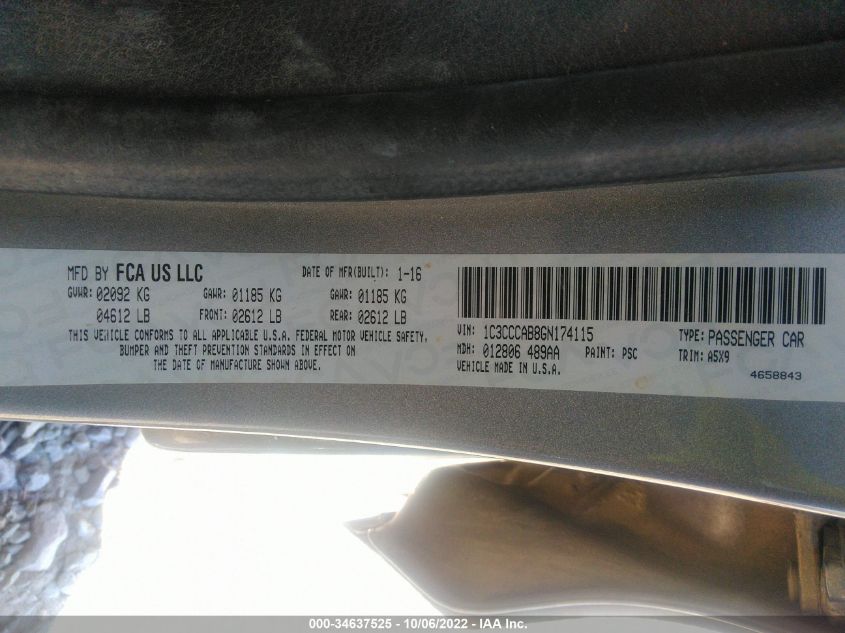 MFD BY FCA US LLC DATE OF MFR(BUILT): 1-16
GVWR: 02092 KG GAWR: 01185 KG GAWR: 01185 KG
04612 LB FRONT: 02612 LB REAR: 02612 LB
THIS VEHICLE CONFORMS TO ALL APPLICABLE U.S.A. FEDERAL MOTOR VEHICLE SAFETY,
BUMPER AND THEFT PREVENTION STANDARDS IN EFFECT ON
THE DATE OF MANUFACTURE SHOWN ABOVE.
VIN: 1C3CCCAB8GN174115 TYPE: PASSENGER CAR
MDH: 012806 489AA PAINT: PSC TRIM: A5X9
VEHICLE MADE IN U.S.A.
4658843
000-34637525 - 10/06/2022 - IAA Inc.